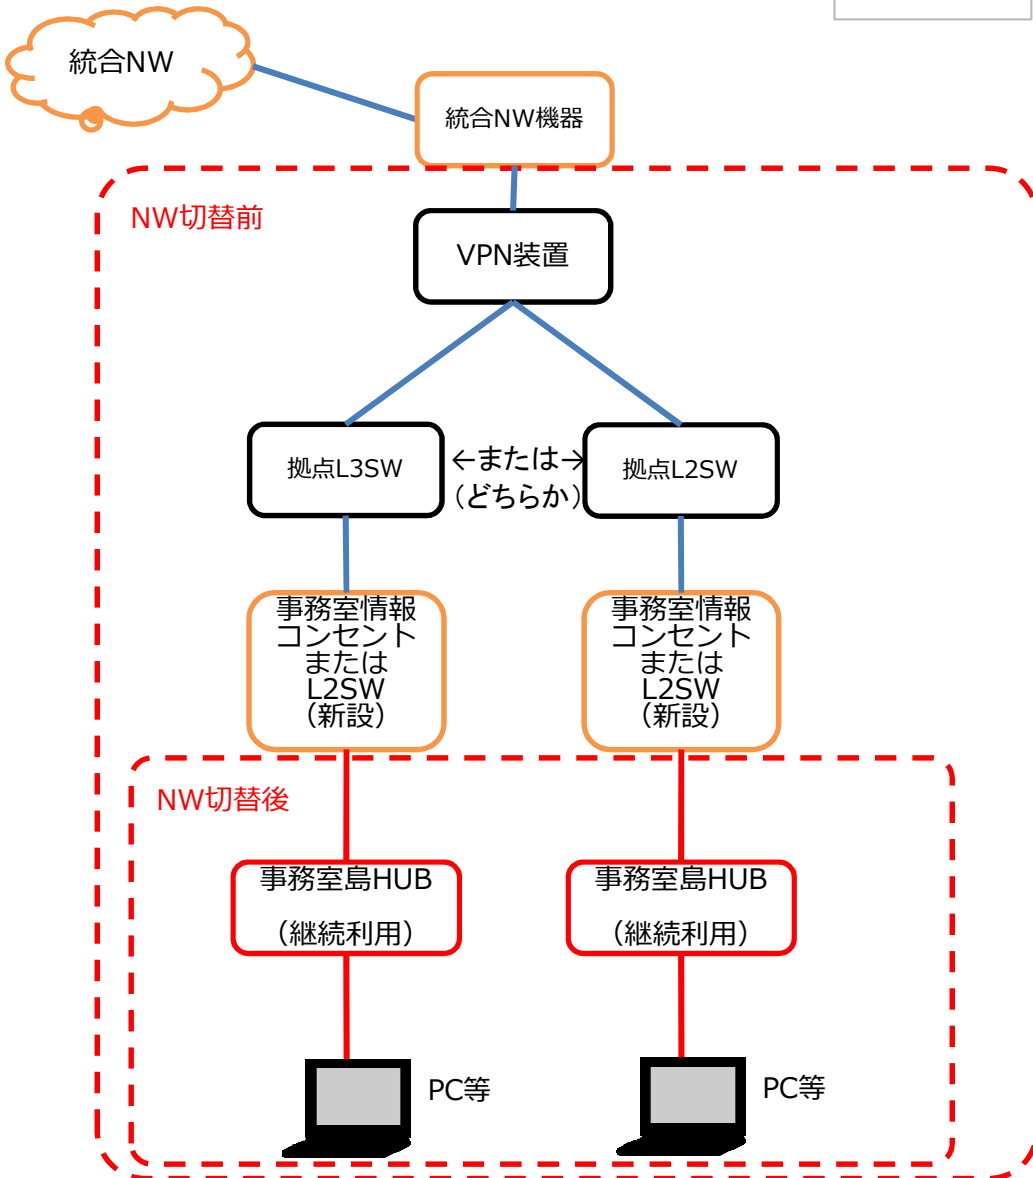 統合NW
統合NW機器
NW切替前
VPN装置
拠点L3SW
←または→
（どちらか）
拠点L2SW
事務室情報
コンセント
または
L2SW
（新設）
事務室情報
コンセント
または
L2SW
（新設）
NW切替後
事務室島HUB
（継続利用）
事務室島HUB
（継続利用）
PC等
PC等